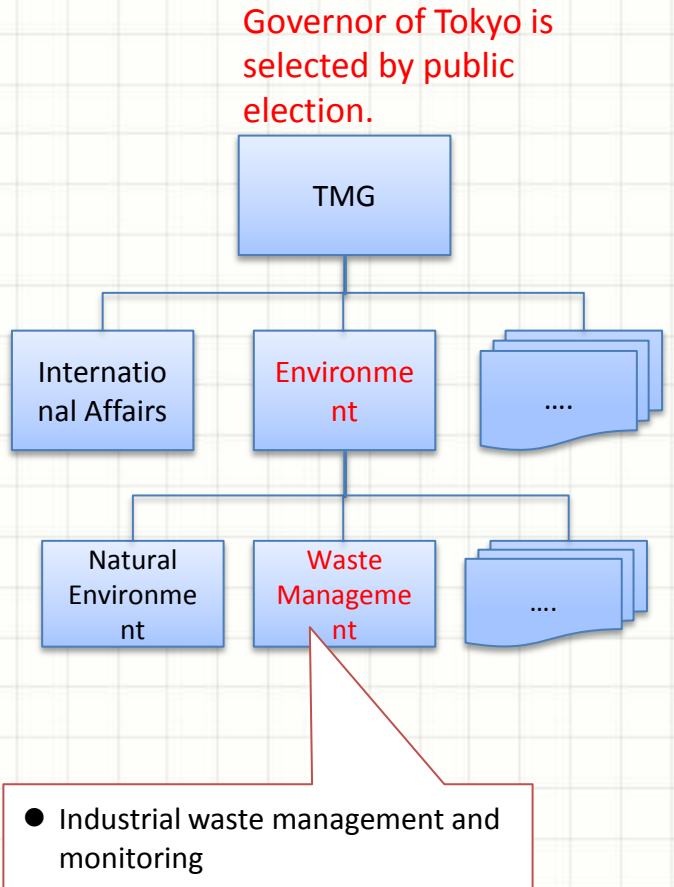 Governor of Tokyo is
selected by public
election.
TMG
Internatio
nal Affairs
Environme
nt
....
Natural
Environme
nt
Waste
Manageme
nt
....
● Industrial waste management and
monitoring